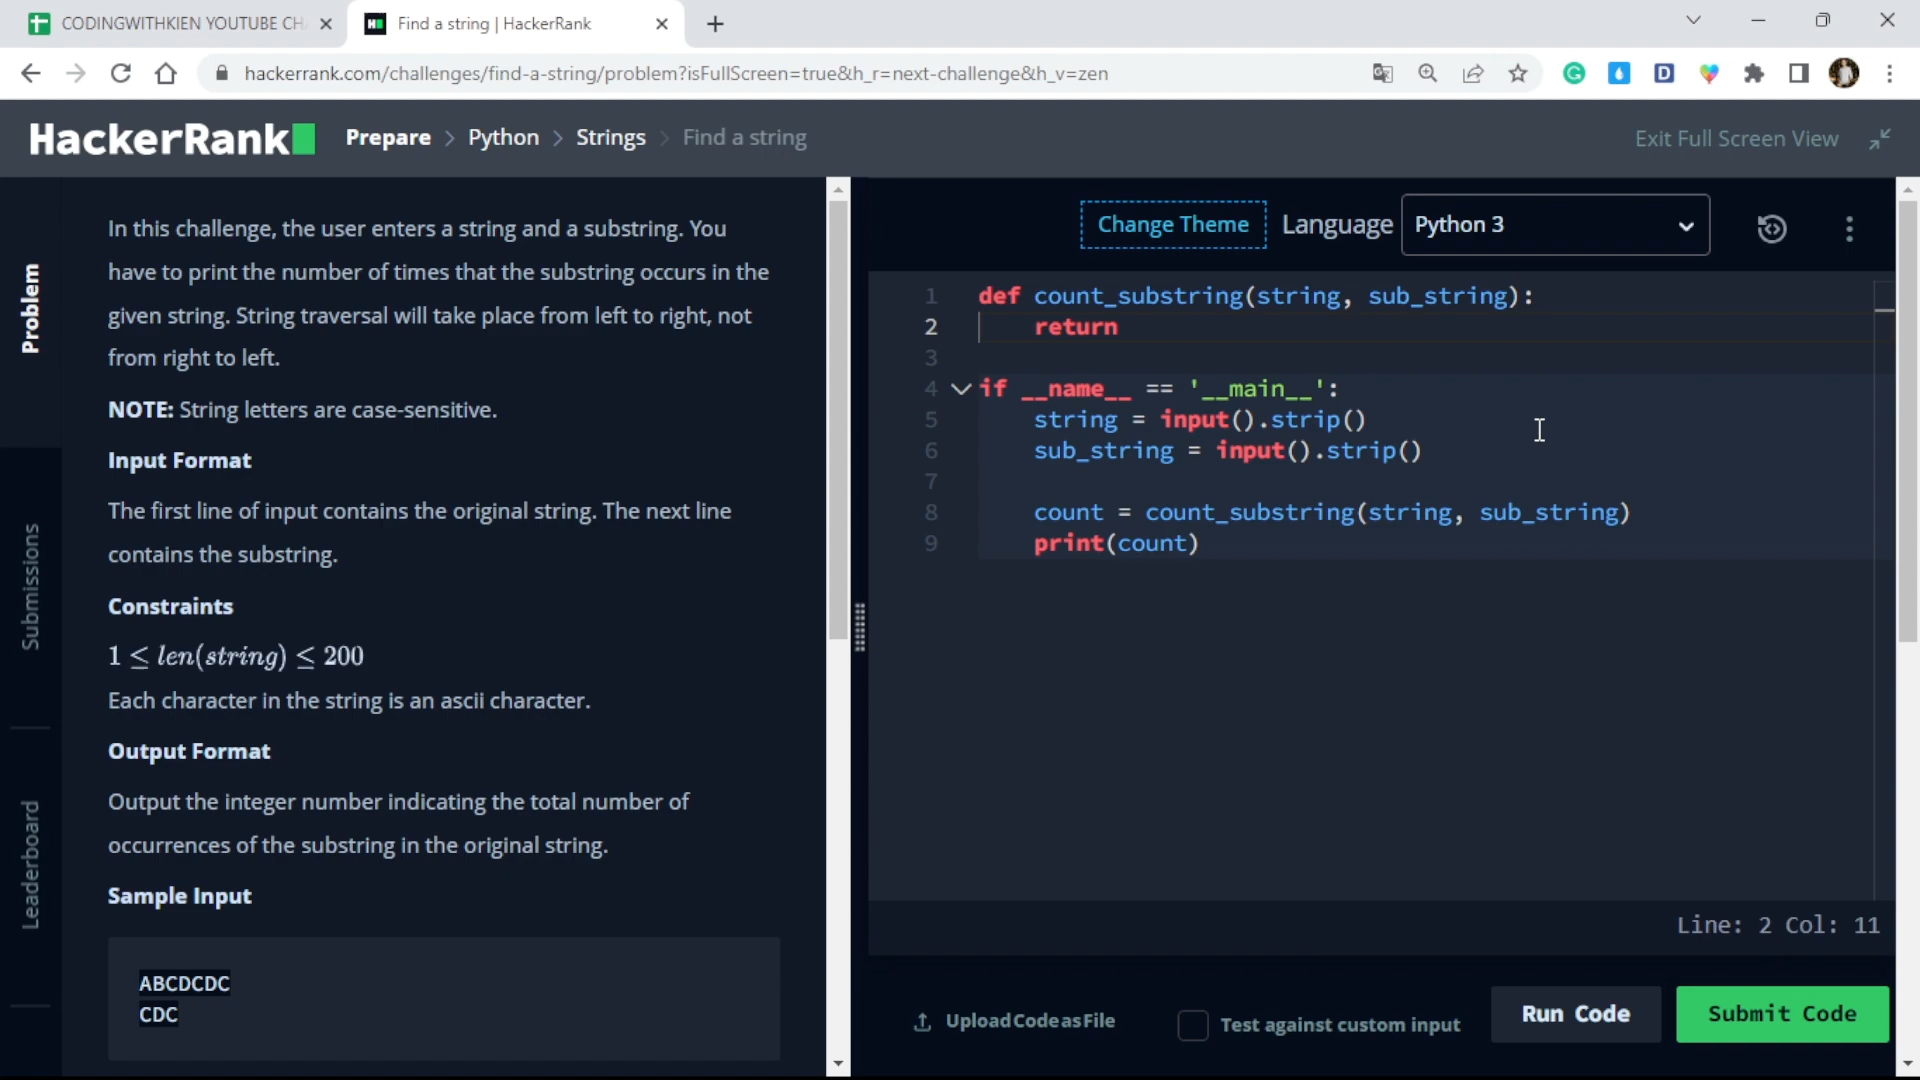 CODINGWITHKIEN YOUTUBE CH
Find a string | HackerRank
hackerrank.com/challenges/find-a-string/problem?isFullScreen=true&h_r=next-challenge&h_v=zen
HackerRank Prepare > Python > Strings > Find a string Exit Full Screen View
Problem
Submissions
Leaderboard
In this challenge, the user enters a string and a substring. You
have to print the number of times that the substring occurs in the
given string. String traversal will take place from left to right, not
from right to left.
NOTE: String letters are case-sensitive.
Input Format
The first line of input contains the original string. The next line
contains the substring.
Constraints
1 ≤ len(string) ≤ 200
Each character in the string is an ascii character.
Output Format
Output the integer number indicating the total number of
occurrences of the substring in the original string.
Sample Input
ABCDCDC
CDC
Change Theme Language Python 3
1 def count_substring(string, sub_string):
2     return
3
4 if __name__ == '__main__':
5     string = input().strip()
6     sub_string = input().strip()
7
8     count = count_substring(string, sub_string)
9     print(count)
Line: 2 Col: 11
Upload Code as File Test against custom input Run Code Submit Code